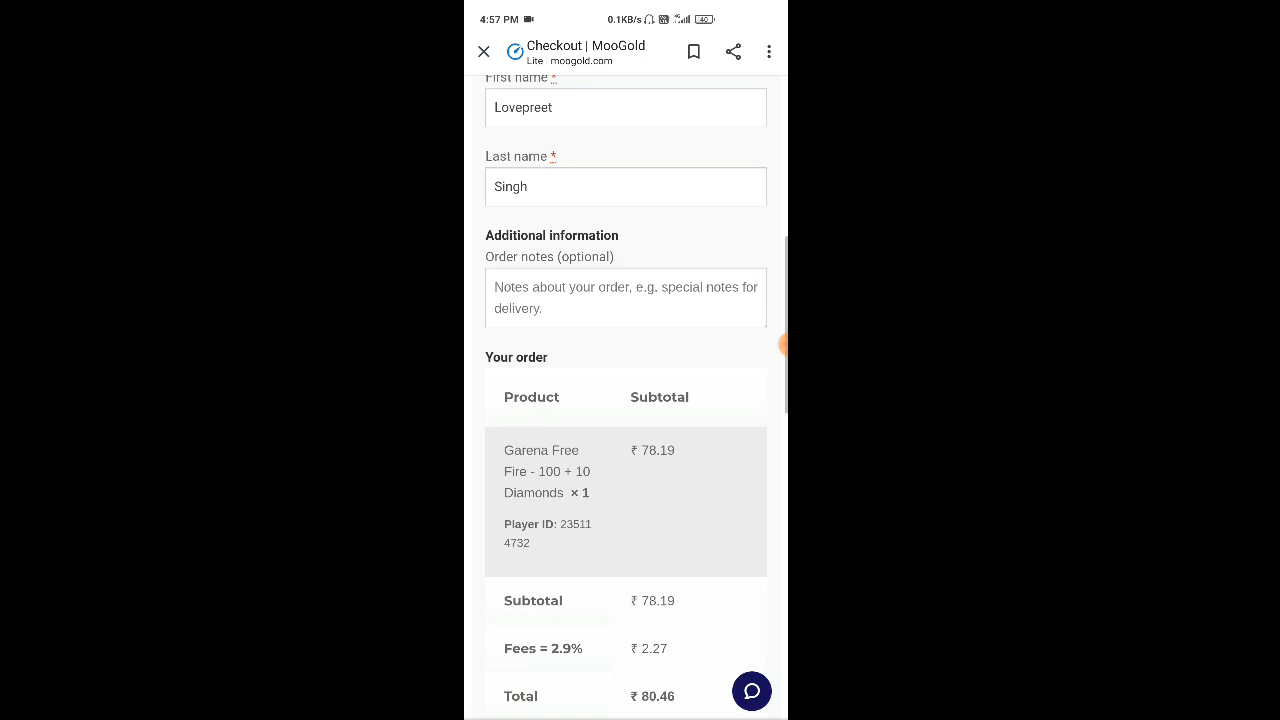 4:57 PM 0.1KB/s 4G 40
Checkout | MooGold
Lite moogold.com
First name *
Lovepreet
Last name *
Singh
Additional information
Order notes (optional)
Notes about your order, e.g. special notes for
delivery.
Your order
Product Subtotal
Garena Free ₹ 78.19
Fire - 100 + 10
Diamonds × 1
Player ID: 23511
4732
Subtotal ₹ 78.19
Fees = 2.9% ₹ 2.27
Total ₹ 80.46